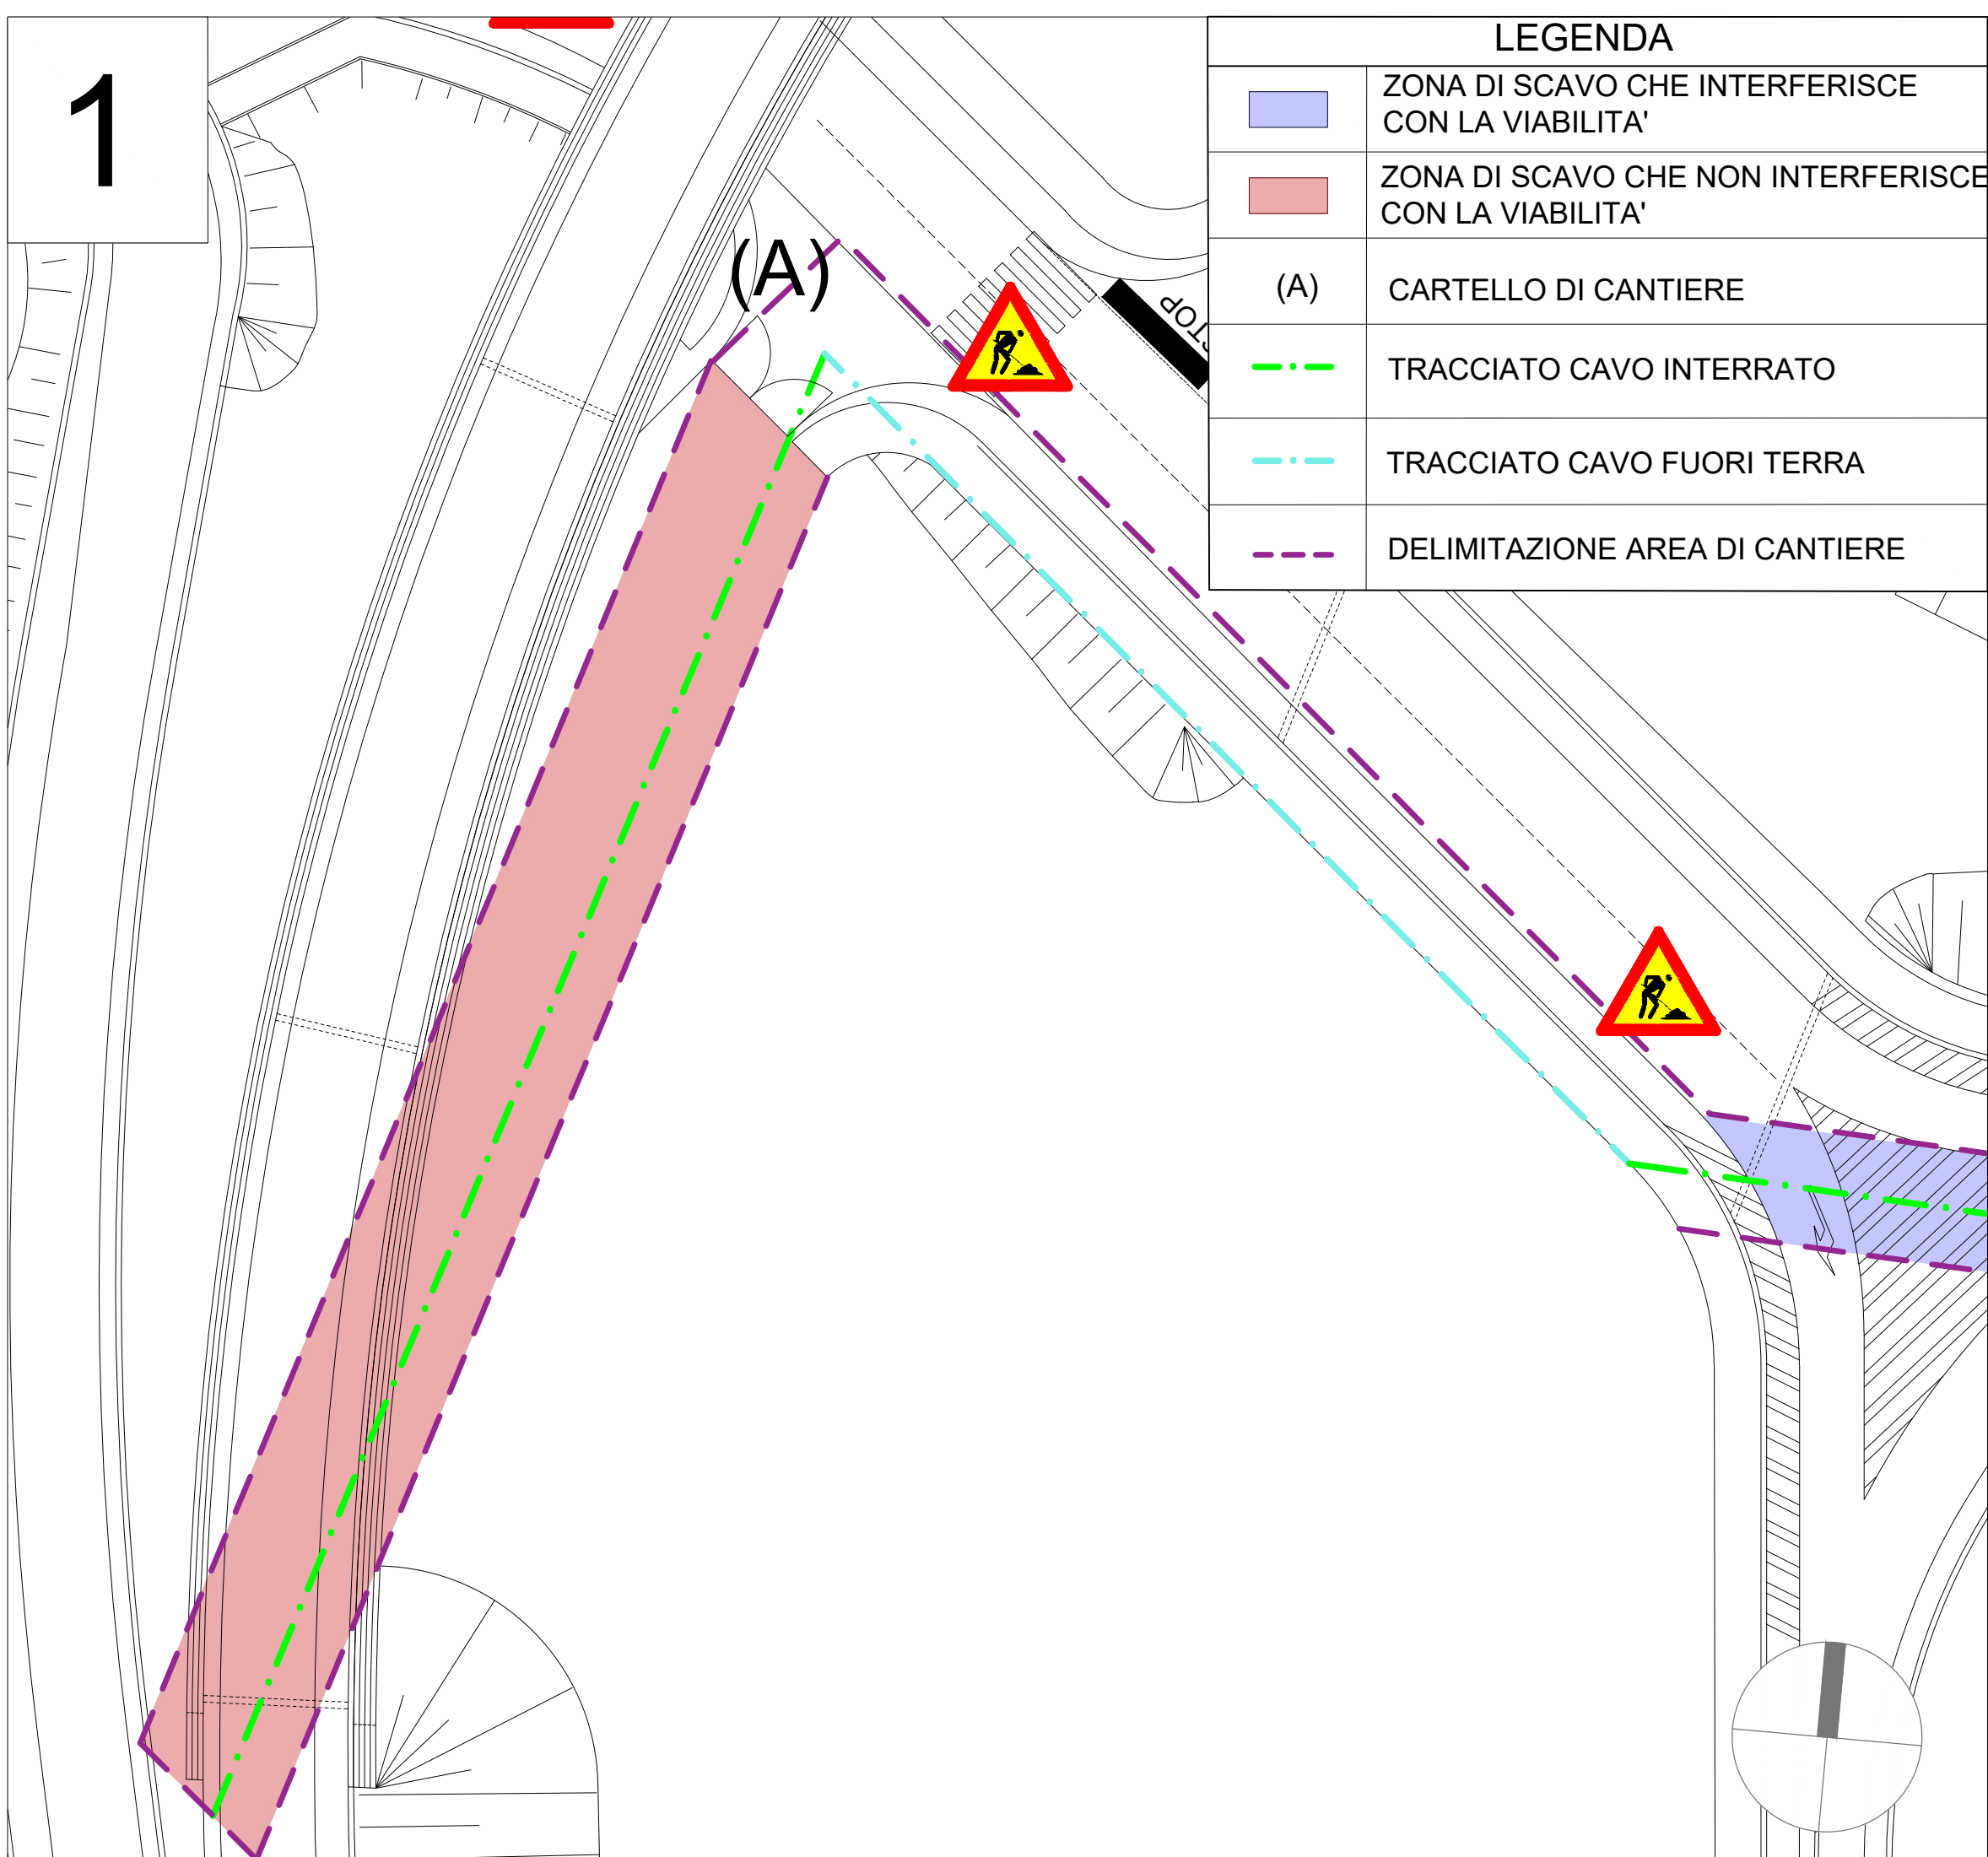 1
LEGENDA
ZONA DI SCAVO CHE INTERFERISCE
CON LA VIABILITA'
ZONA DI SCAVO CHE NON INTERFERISCE
CON LA VIABILITA'
(A) CARTELLO DI CANTIERE
TRACCIATO CAVO INTERRATO
TRACCIATO CAVO FUORI TERRA
DELIMITAZIONE AREA DI CANTIERE
(A)
STOP